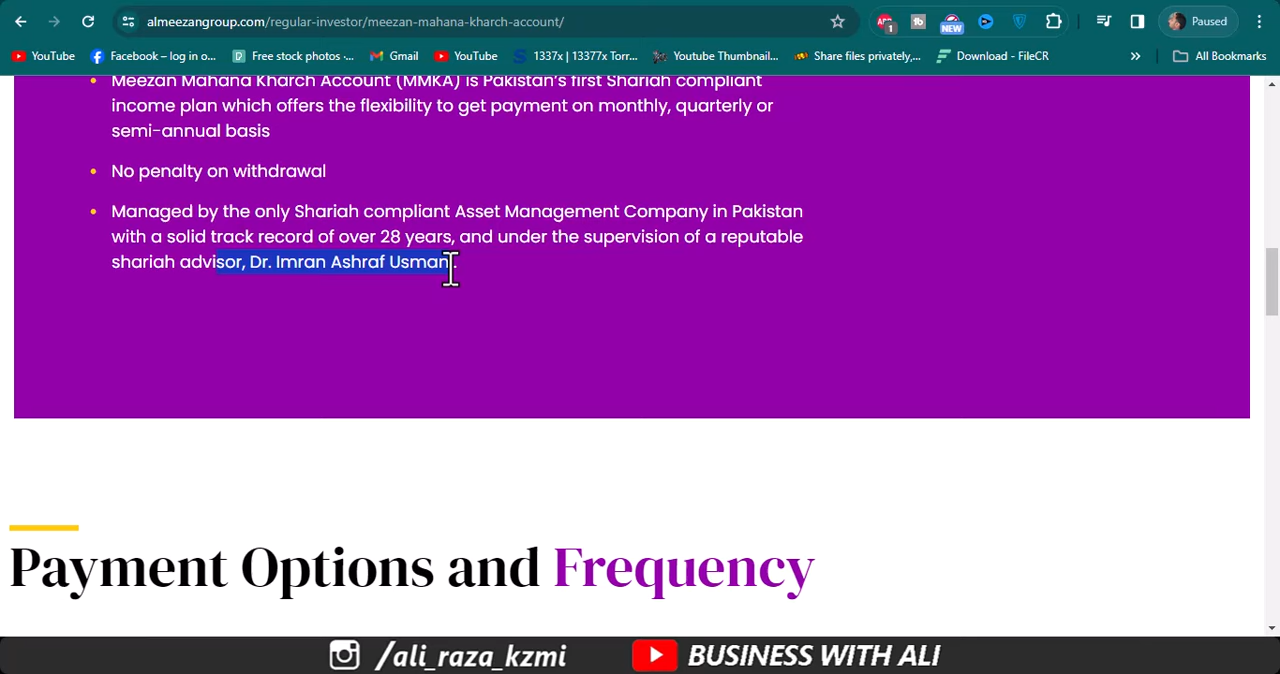 almeezangroup.com/regular-investor/meezan-mahana-kharch-account/
1
NEW
Paused
YouTube
Facebook – log in o...
Free stock photos ·...
Gmail
YouTube
1337x | 13377x Torr...
Youtube Thumbnail...
Share files privately,...
Download - FileCR
»
All Bookmarks
Meezan Mahana Kharch Account (MMKA) is Pakistan's first Shariah compliant
income plan which offers the flexibility to get payment on monthly, quarterly or
semi-annual basis
No penalty on withdrawal
Managed by the only Shariah compliant Asset Management Company in Pakistan
with a solid track record of over 28 years, and under the supervision of a reputable
shariah advisor, Dr. Imran Ashraf Usman
Payment Options and Frequency
/ali_raza_kzmi
BUSINESS WITH ALI